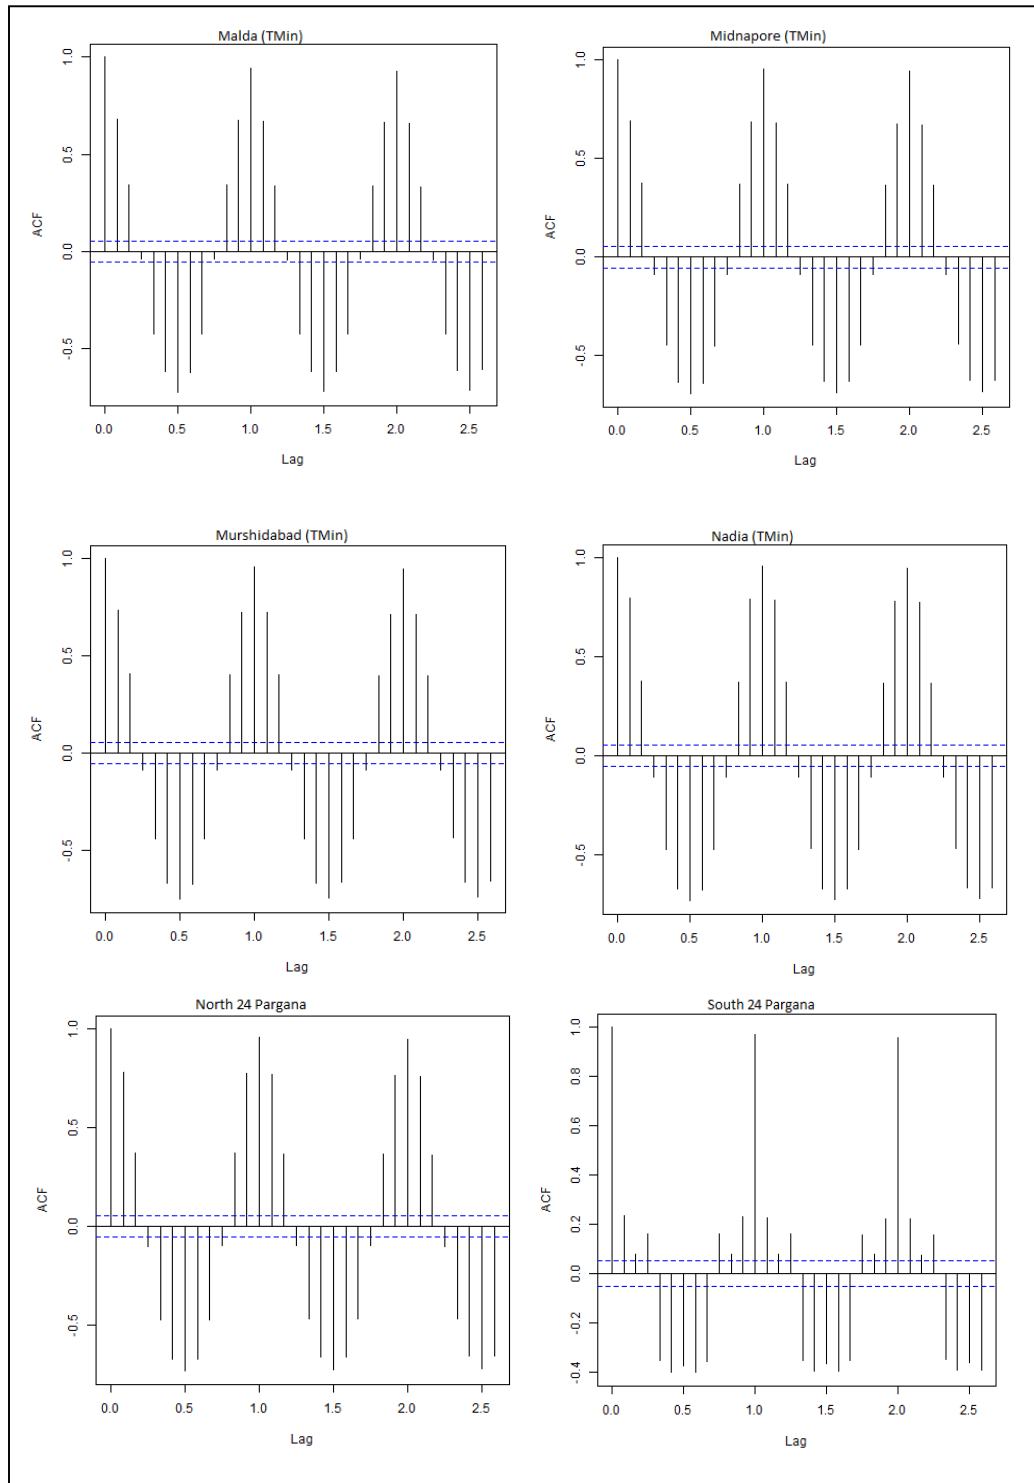 Malda (TMin)
ACF
1.0
0.5
0.0
-0.5
0.0 0.5 1.0 1.5 2.0 2.5
Lag
Midnapore (TMin)
ACF
1.0
0.5
0.0
-0.5
0.0 0.5 1.0 1.5 2.0 2.5
Lag
Murshidabad (TMin)
ACF
1.0
0.5
0.0
-0.5
0.0 0.5 1.0 1.5 2.0 2.5
Lag
Nadia (TMin)
ACF
1.0
0.5
0.0
-0.5
0.0 0.5 1.0 1.5 2.0 2.5
Lag
North 24 Pargana
ACF
1.0
0.5
0.0
-0.5
0.0 0.5 1.0 1.5 2.0 2.5
Lag
South 24 Pargana
ACF
1.0
0.8
0.6
0.4
0.2
0.0
-0.2
-0.4
0.0 0.5 1.0 1.5 2.0 2.5
Lag